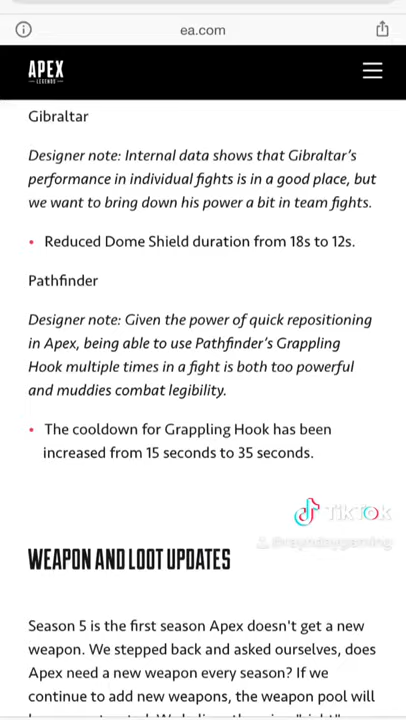 ea.com
APEX
LEGENDS
Gibraltar
Designer note: Internal data shows that Gibraltar's
performance in individual fights is in a good place, but
we want to bring down his power a bit in team fights.
• Reduced Dome Shield duration from 18s to 12s.
Pathfinder
Designer note: Given the power of quick repositioning
in Apex, being able to use Pathfinder's Grappling
Hook multiple times in a fight is both too powerful
and muddies combat legibility.
• The cooldown for Grappling Hook has been
increased from 15 seconds to 35 seconds.
TikTok
WEAPON AND LOOT UPDATES
Season 5 is the first season Apex doesn't get a new
weapon. We stepped back and asked ourselves, does
Apex need a new weapon every season? If we
continue to add new weapons, the weapon pool will